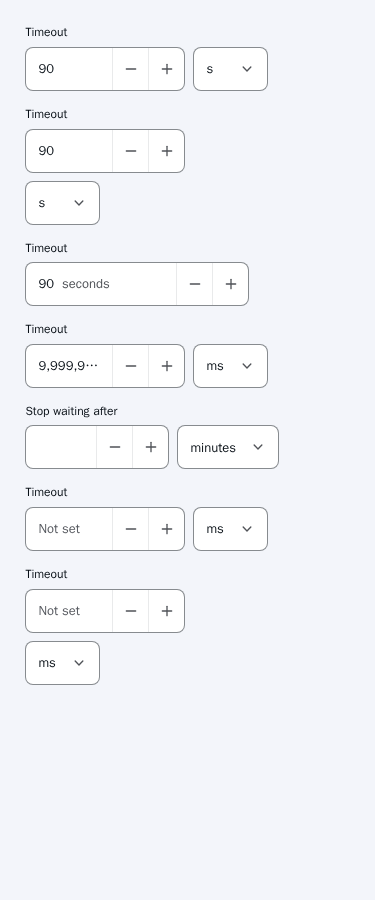 Timeout
90
s
Timeout
90
s
Timeout
90 seconds
Timeout
9,999,9···
ms
Stop waiting after
minutes
Timeout
Not set
ms
Timeout
Not set
ms